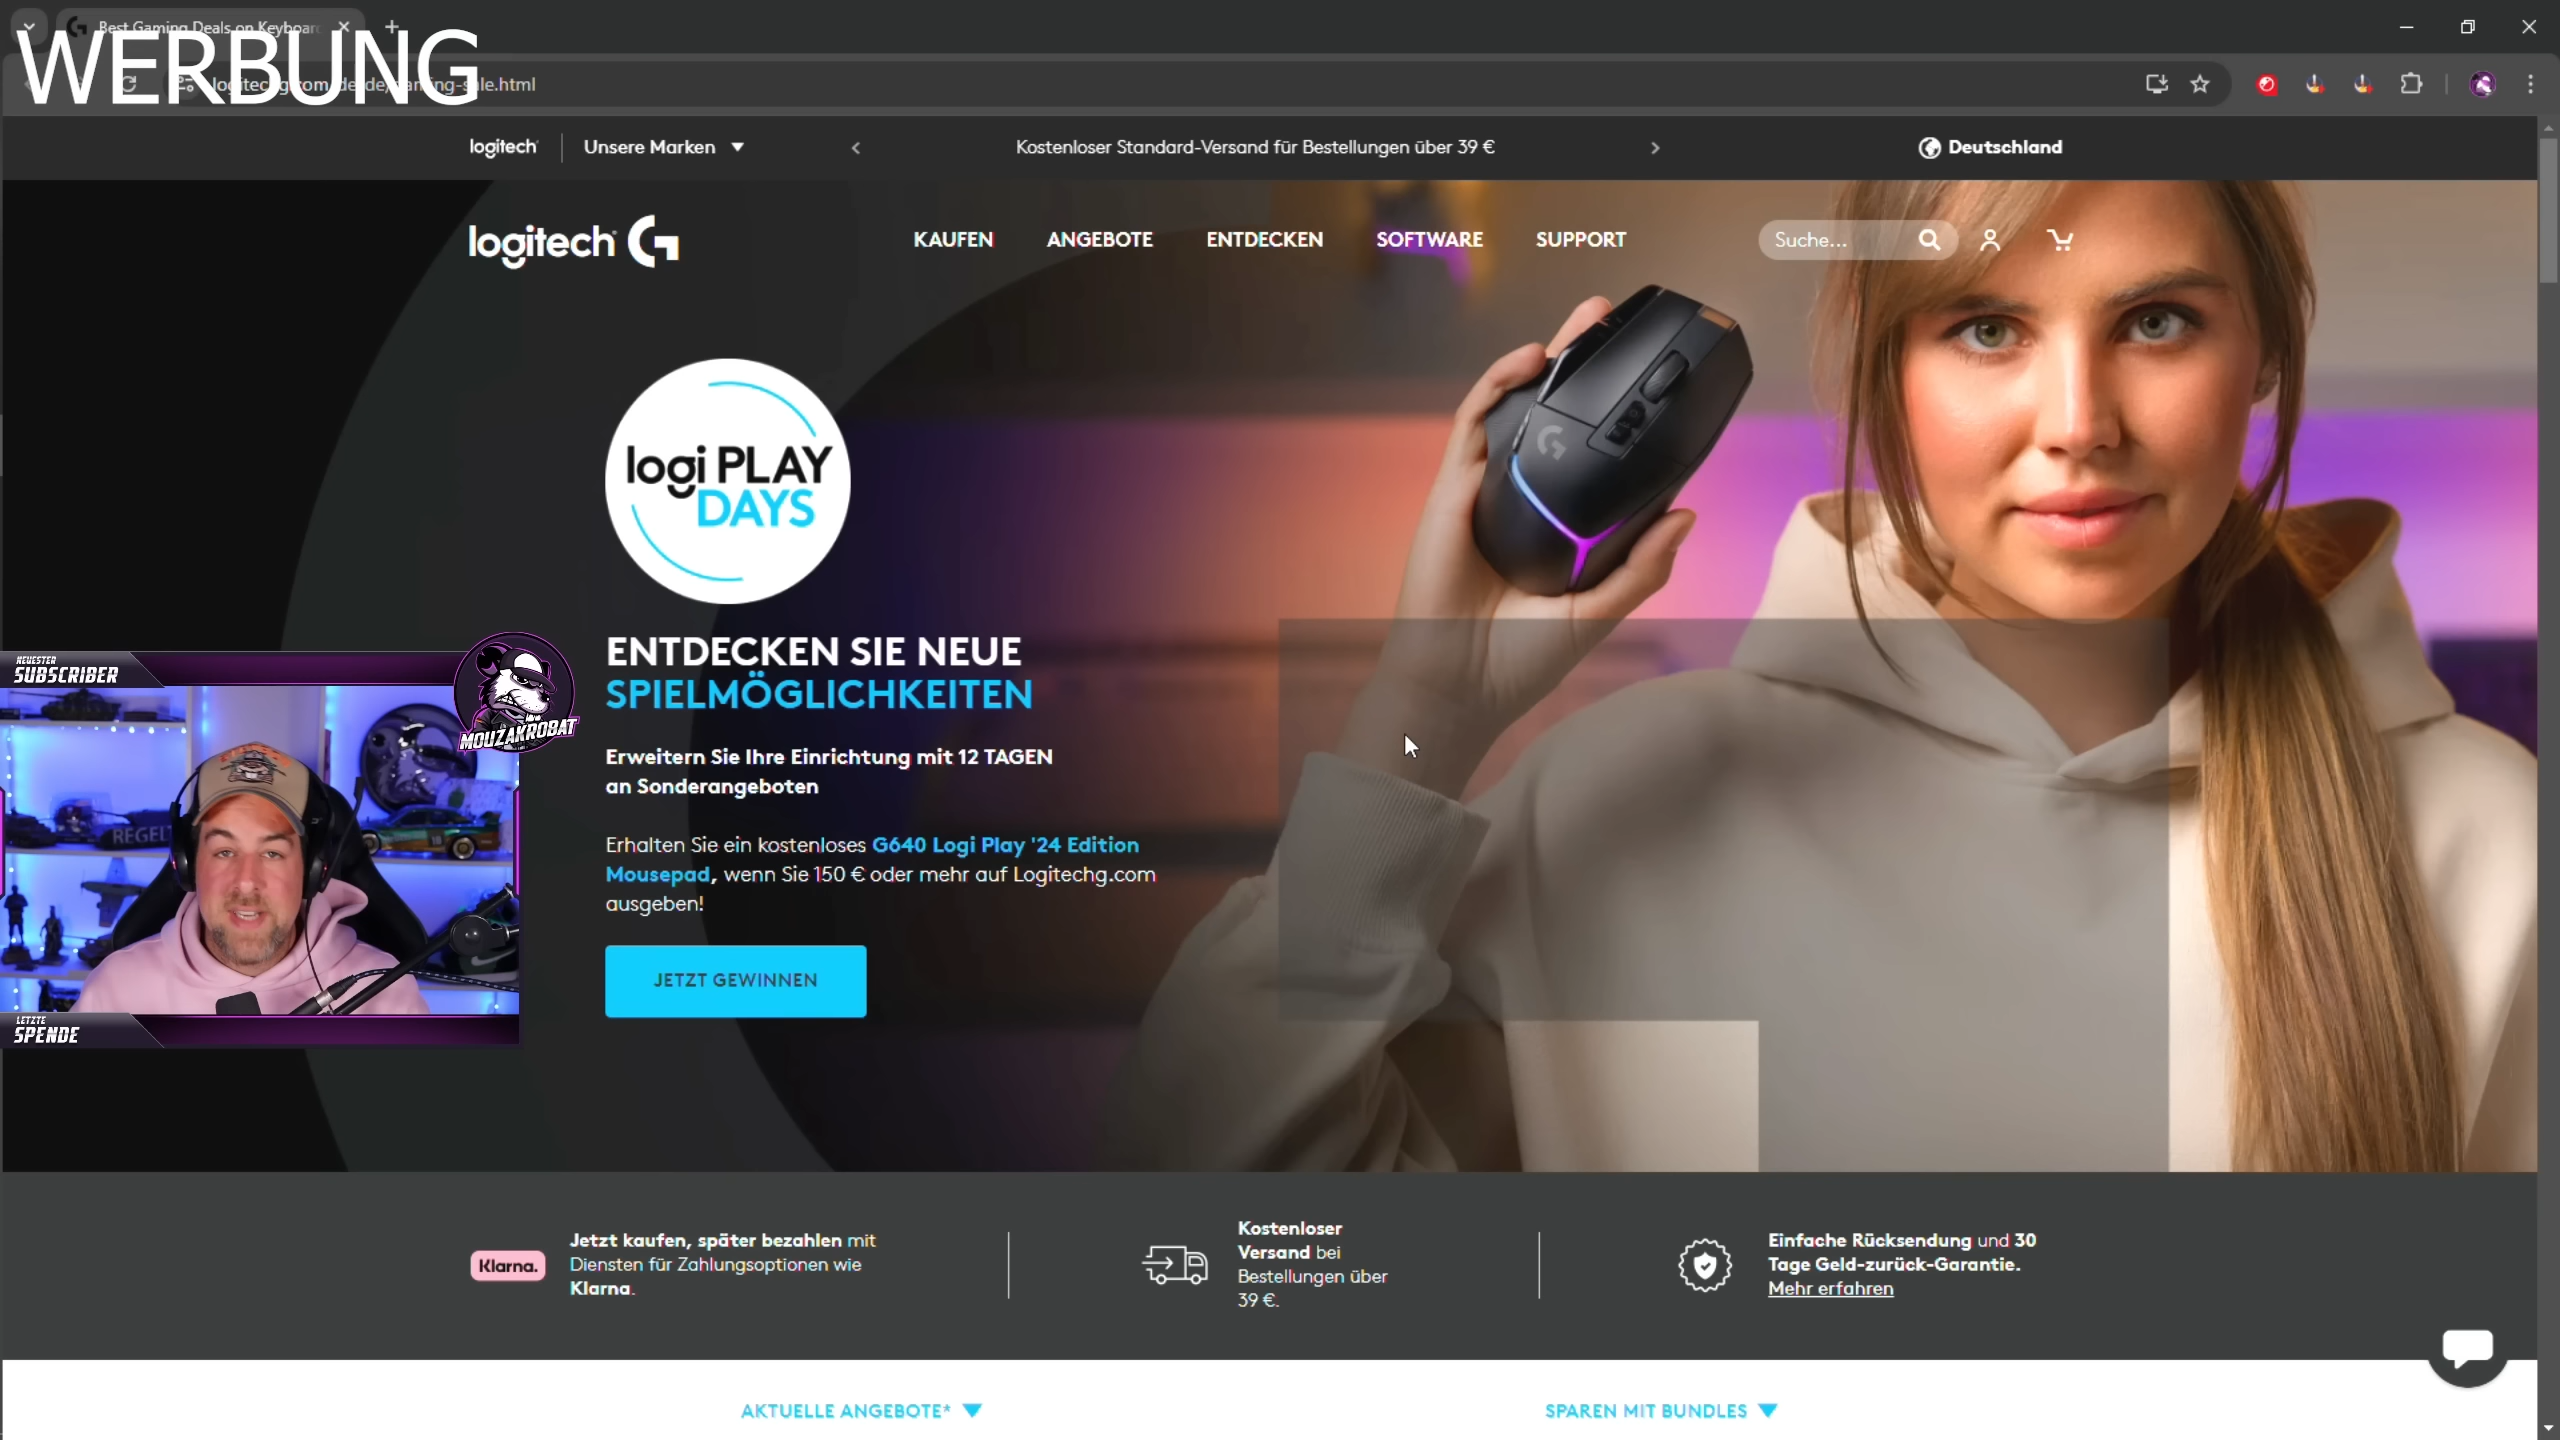 Best Gaming Deals on Keyboar
WERBUNG
gaming-sale.html
logitech
Unsere Marken
Kostenloser Standard-Versand für Bestellungen über 39 €
Deutschland
logitech G
KAUFEN
ANGEBOTE
ENTDECKEN
SOFTWARE
SUPPORT
Suche...
logi PLAY
DAYS
ENTDECKEN SIE NEUE
SPIELMÖGLICHKEITEN
Erweitern Sie Ihre Einrichtung mit 12 TAGEN
an Sonderangeboten
Erhalten Sie ein kostenloses G640 Logi Play '24 Edition
Mousepad, wenn Sie 150 € oder mehr auf Logitechg.com
ausgeben!
JETZT GEWINNEN
NEUESTER
SUBSCRIBER
MOUZAKROBAT
REGEL
LETZTE
SPENDE
Klarna.
Jetzt kaufen, später bezahlen mit
Diensten für Zahlungsoptionen wie
Klarna.
Kostenloser
Versand bei
Bestellungen über
39 €.
Einfache Rücksendung und 30
Tage Geld-zurück-Garantie.
Mehr erfahren
AKTUELLE ANGEBOTE*
SPAREN MIT BUNDLES